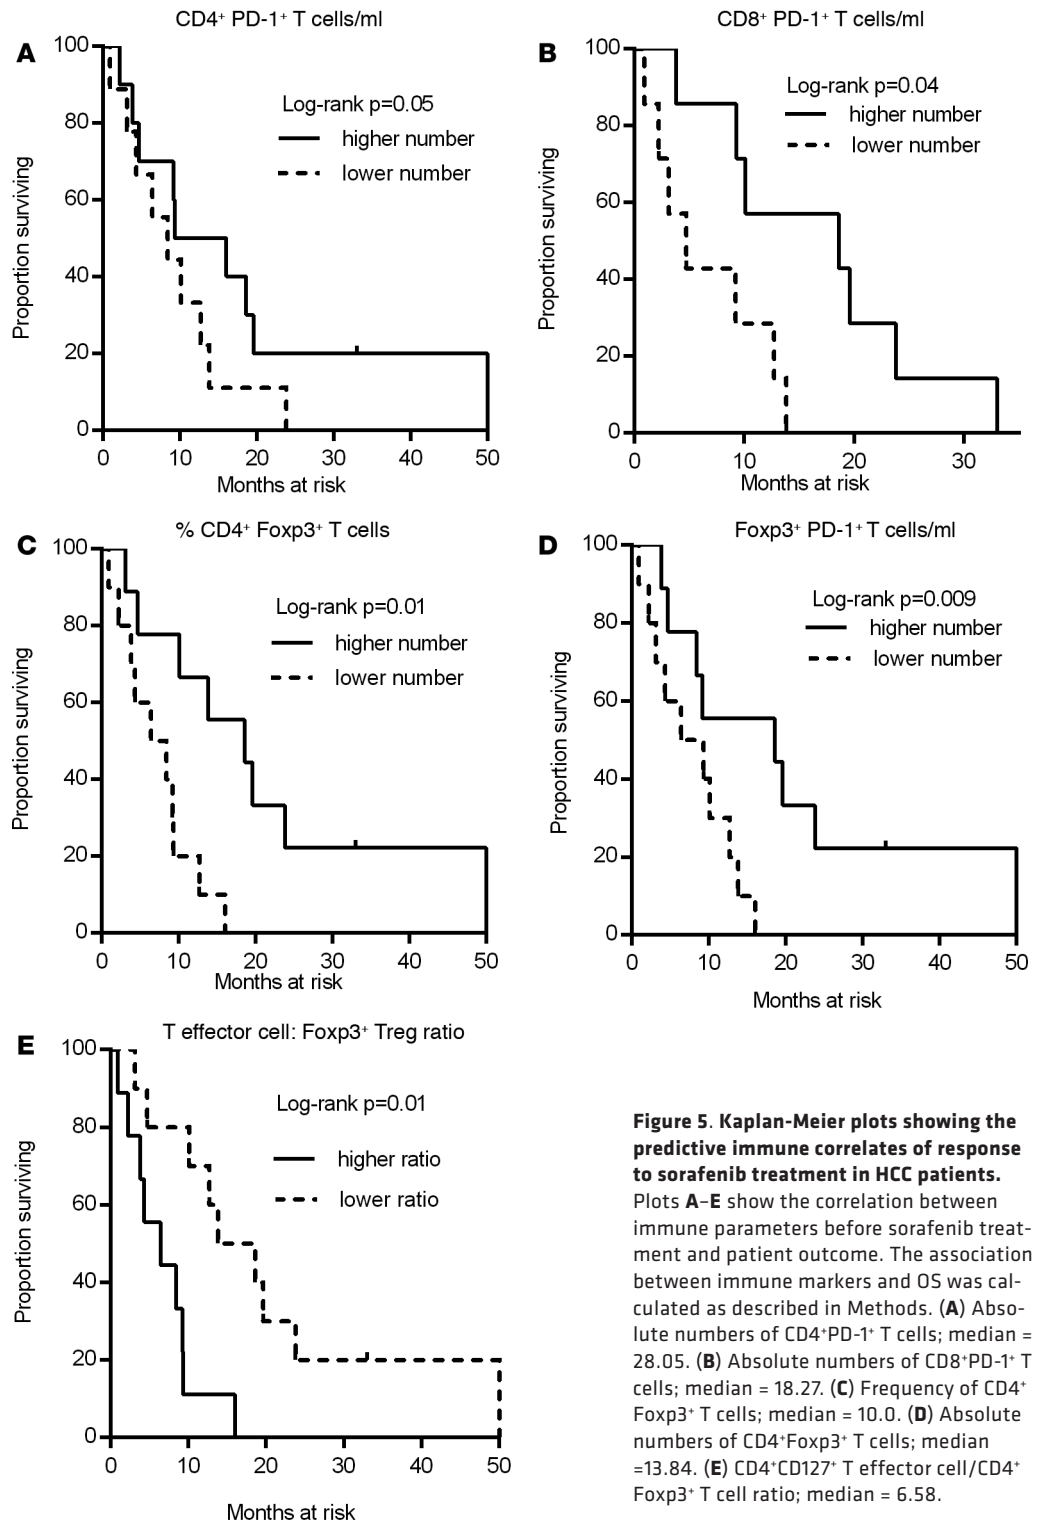 CD4⁺ PD-1⁺ T cells/ml
A
100
80
60
40
20
0
Proportion surviving
Log-rank p=0.05
higher number
lower number
0 10 20 30 40 50
Months at risk
CD8⁺ PD-1⁺ T cells/ml
B
100
80
60
40
20
0
Proportion surviving
Log-rank p=0.04
higher number
lower number
0 10 20 30
Months at risk
% CD4⁺ Foxp3⁺ T cells
C
100
80
60
40
20
0
Proportion surviving
Log-rank p=0.01
higher number
lower number
0 10 20 30 40 50
Months at risk
Foxp3⁺ PD-1⁺ T cells/ml
D
100
80
60
40
20
0
Proportion surviving
Log-rank p=0.009
higher number
lower number
0 10 20 30 40 50
Months at risk
T effector cell: Foxp3⁺ Treg ratio
E
100
80
60
40
20
0
Proportion surviving
Log-rank p=0.01
higher ratio
lower ratio
0 10 20 30 40 50
Months at risk
Figure 5. Kaplan-Meier plots showing the
predictive immune correlates of response
to sorafenib treatment in HCC patients.
Plots A–E show the correlation between
immune parameters before sorafenib treat-
ment and patient outcome. The association
between immune markers and OS was cal-
culated as described in Methods. (A) Abso-
lute numbers of CD4⁺PD-1⁺ T cells; median =
28.05. (B) Absolute numbers of CD8⁺PD-1⁺ T
cells; median = 18.27. (C) Frequency of CD4⁺
Foxp3⁺ T cells; median = 10.0. (D) Absolute
numbers of CD4⁺Foxp3⁺ T cells; median
=13.84. (E) CD4⁺CD127⁺ T effector cell/CD4⁺
Foxp3⁺ T cell ratio; median = 6.58.